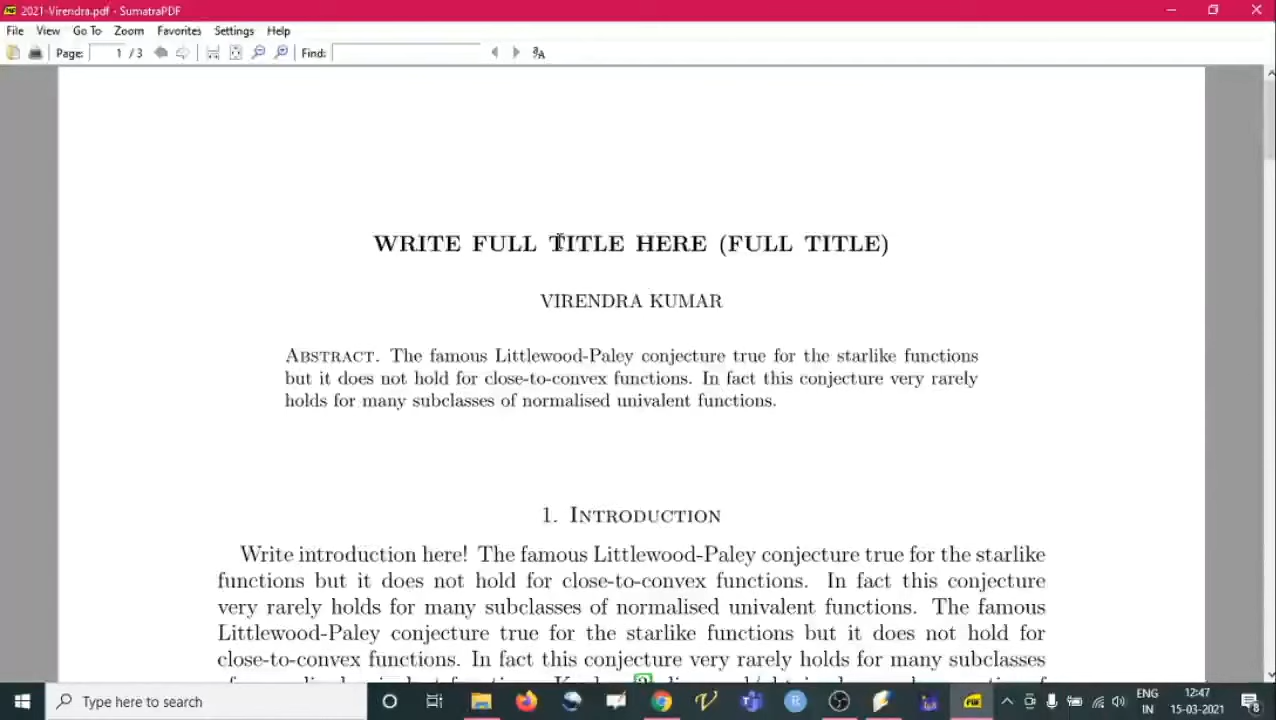 2021-Virendra.pdf - SumatraPDF
File View Go To Zoom Favorites Settings Help
Page: 1 / 3 Find:
WRITE FULL TITLE HERE (FULL TITLE)
VIRENDRA KUMAR
Abstract. The famous Littlewood-Paley conjecture true for the starlike functions
but it does not hold for close-to-convex functions. In fact this conjecture very rarely
holds for many subclasses of normalised univalent functions.
1. Introduction
Write introduction here! The famous Littlewood-Paley conjecture true for the starlike
functions but it does not hold for close-to-convex functions. In fact this conjecture
very rarely holds for many subclasses of normalised univalent functions. The famous
Littlewood-Paley conjecture true for the starlike functions but it does not hold for
close-to-convex functions. In fact this conjecture very rarely holds for many subclasses
Type here to search
ENG 12:47
IN 15-03-2021 8